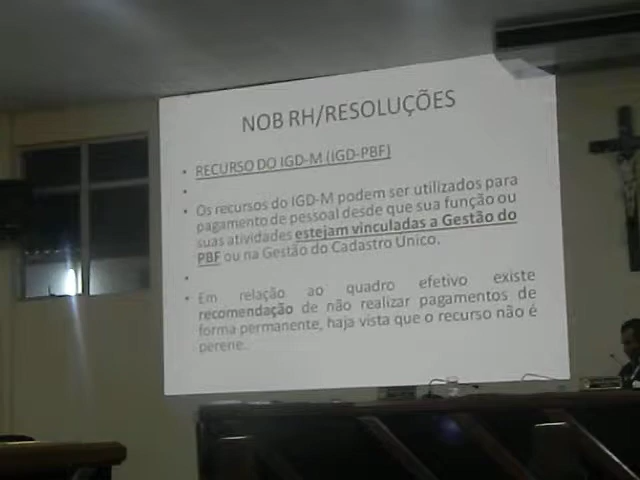 NOB RH/RESOLUÇÕES
• RECURSO DO IGD-M (IGD-PBF)
•
• Os recursos do IGD-M podem ser utilizados para
pagamento de pessoal desde que sua função ou
suas atividades estejam vinculadas a Gestão do
PBF ou na Gestão do Cadastro Único.
•
• Em relação ao quadro efetivo existe
recomendação de não realizar pagamentos de
forma permanente, haja vista que o recurso não é
perene.